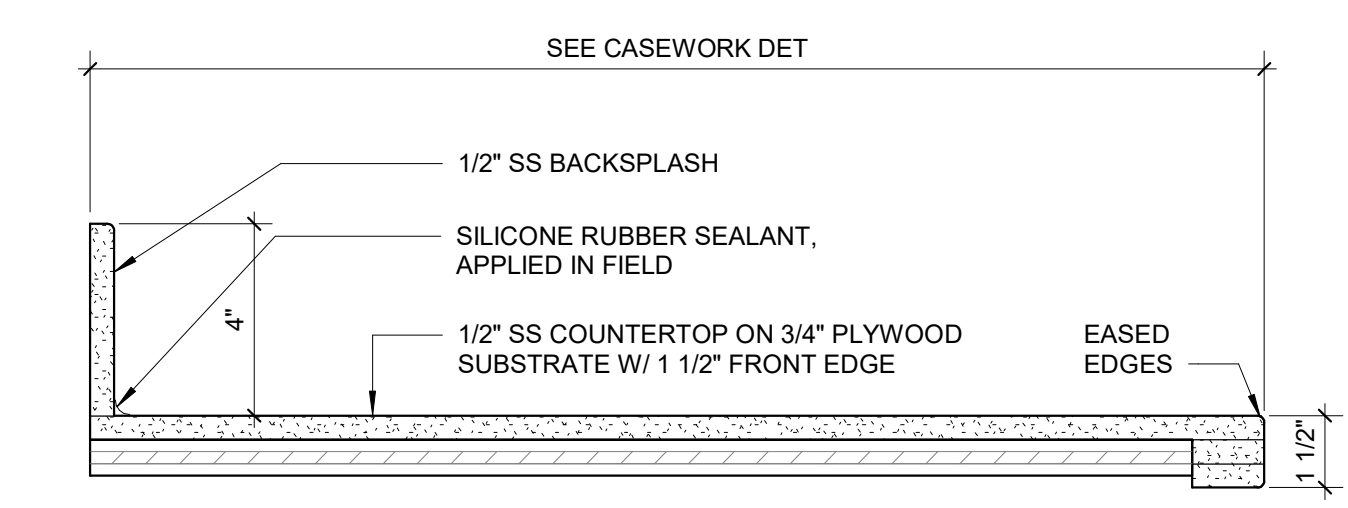 SEE CASEWORK DET
1/2" SS BACKSPLASH
SILICONE RUBBER SEALANT,
APPLIED IN FIELD
4"
1/2" SS COUNTERTOP ON 3/4" PLYWOOD
SUBSTRATE W/ 1 1/2" FRONT EDGE
EASED
EDGES
1 1/2"